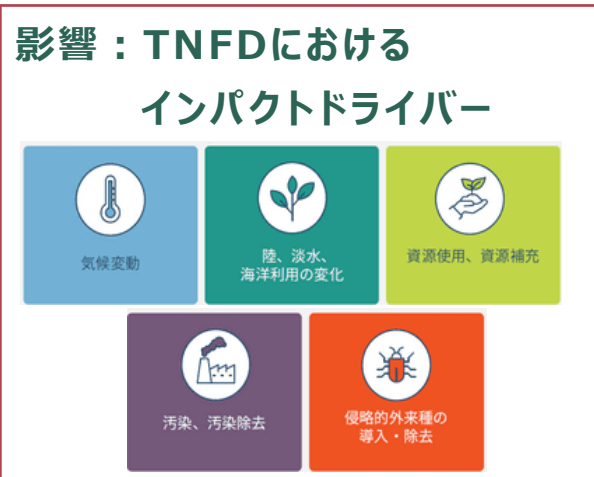 影響：TNFDにおける
インパクトドライバー
気候変動
陸、淡水、
海洋利用の変化
資源使用、資源補充
汚染、汚染除去
侵略的外来種の
導入・除去